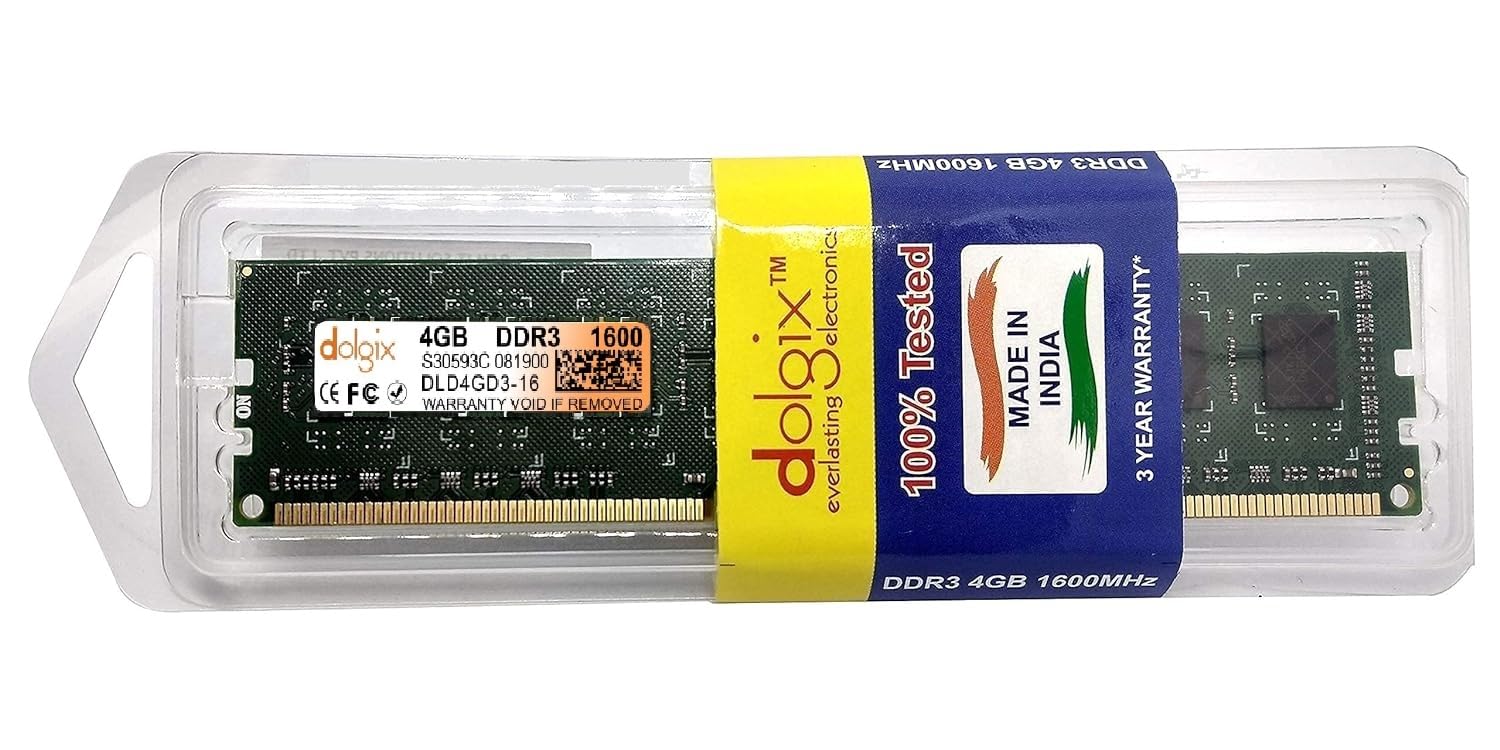 dolgix
4GB DDR3 1600
S30593C 081900
DLD4GD3-16
CE FC
WARRANTY VOID IF REMOVED
NO
dolgix™
everlasting electronics
100% Tested
MADE IN
INDIA
3 YEAR WARRANTY*
DDR3 4GB 1600MHz
DDR3 4GB 1600MHz